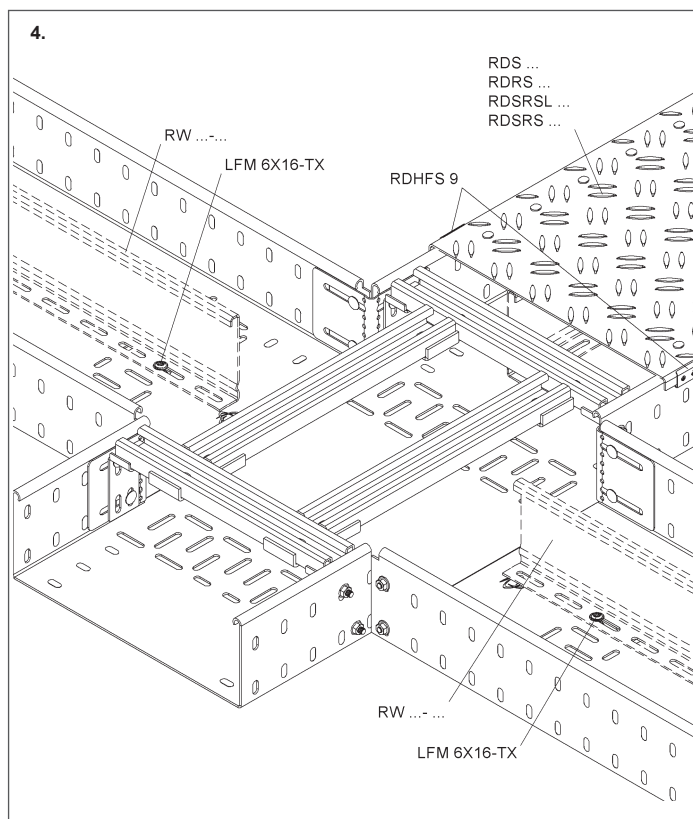 4.
RDS ...
RDRS ...
RDSRSL ...
RDSRS ...
RW ...-...
LFM 6X16-TX
RDHFS 9
RW ...- ...
LFM 6X16-TX